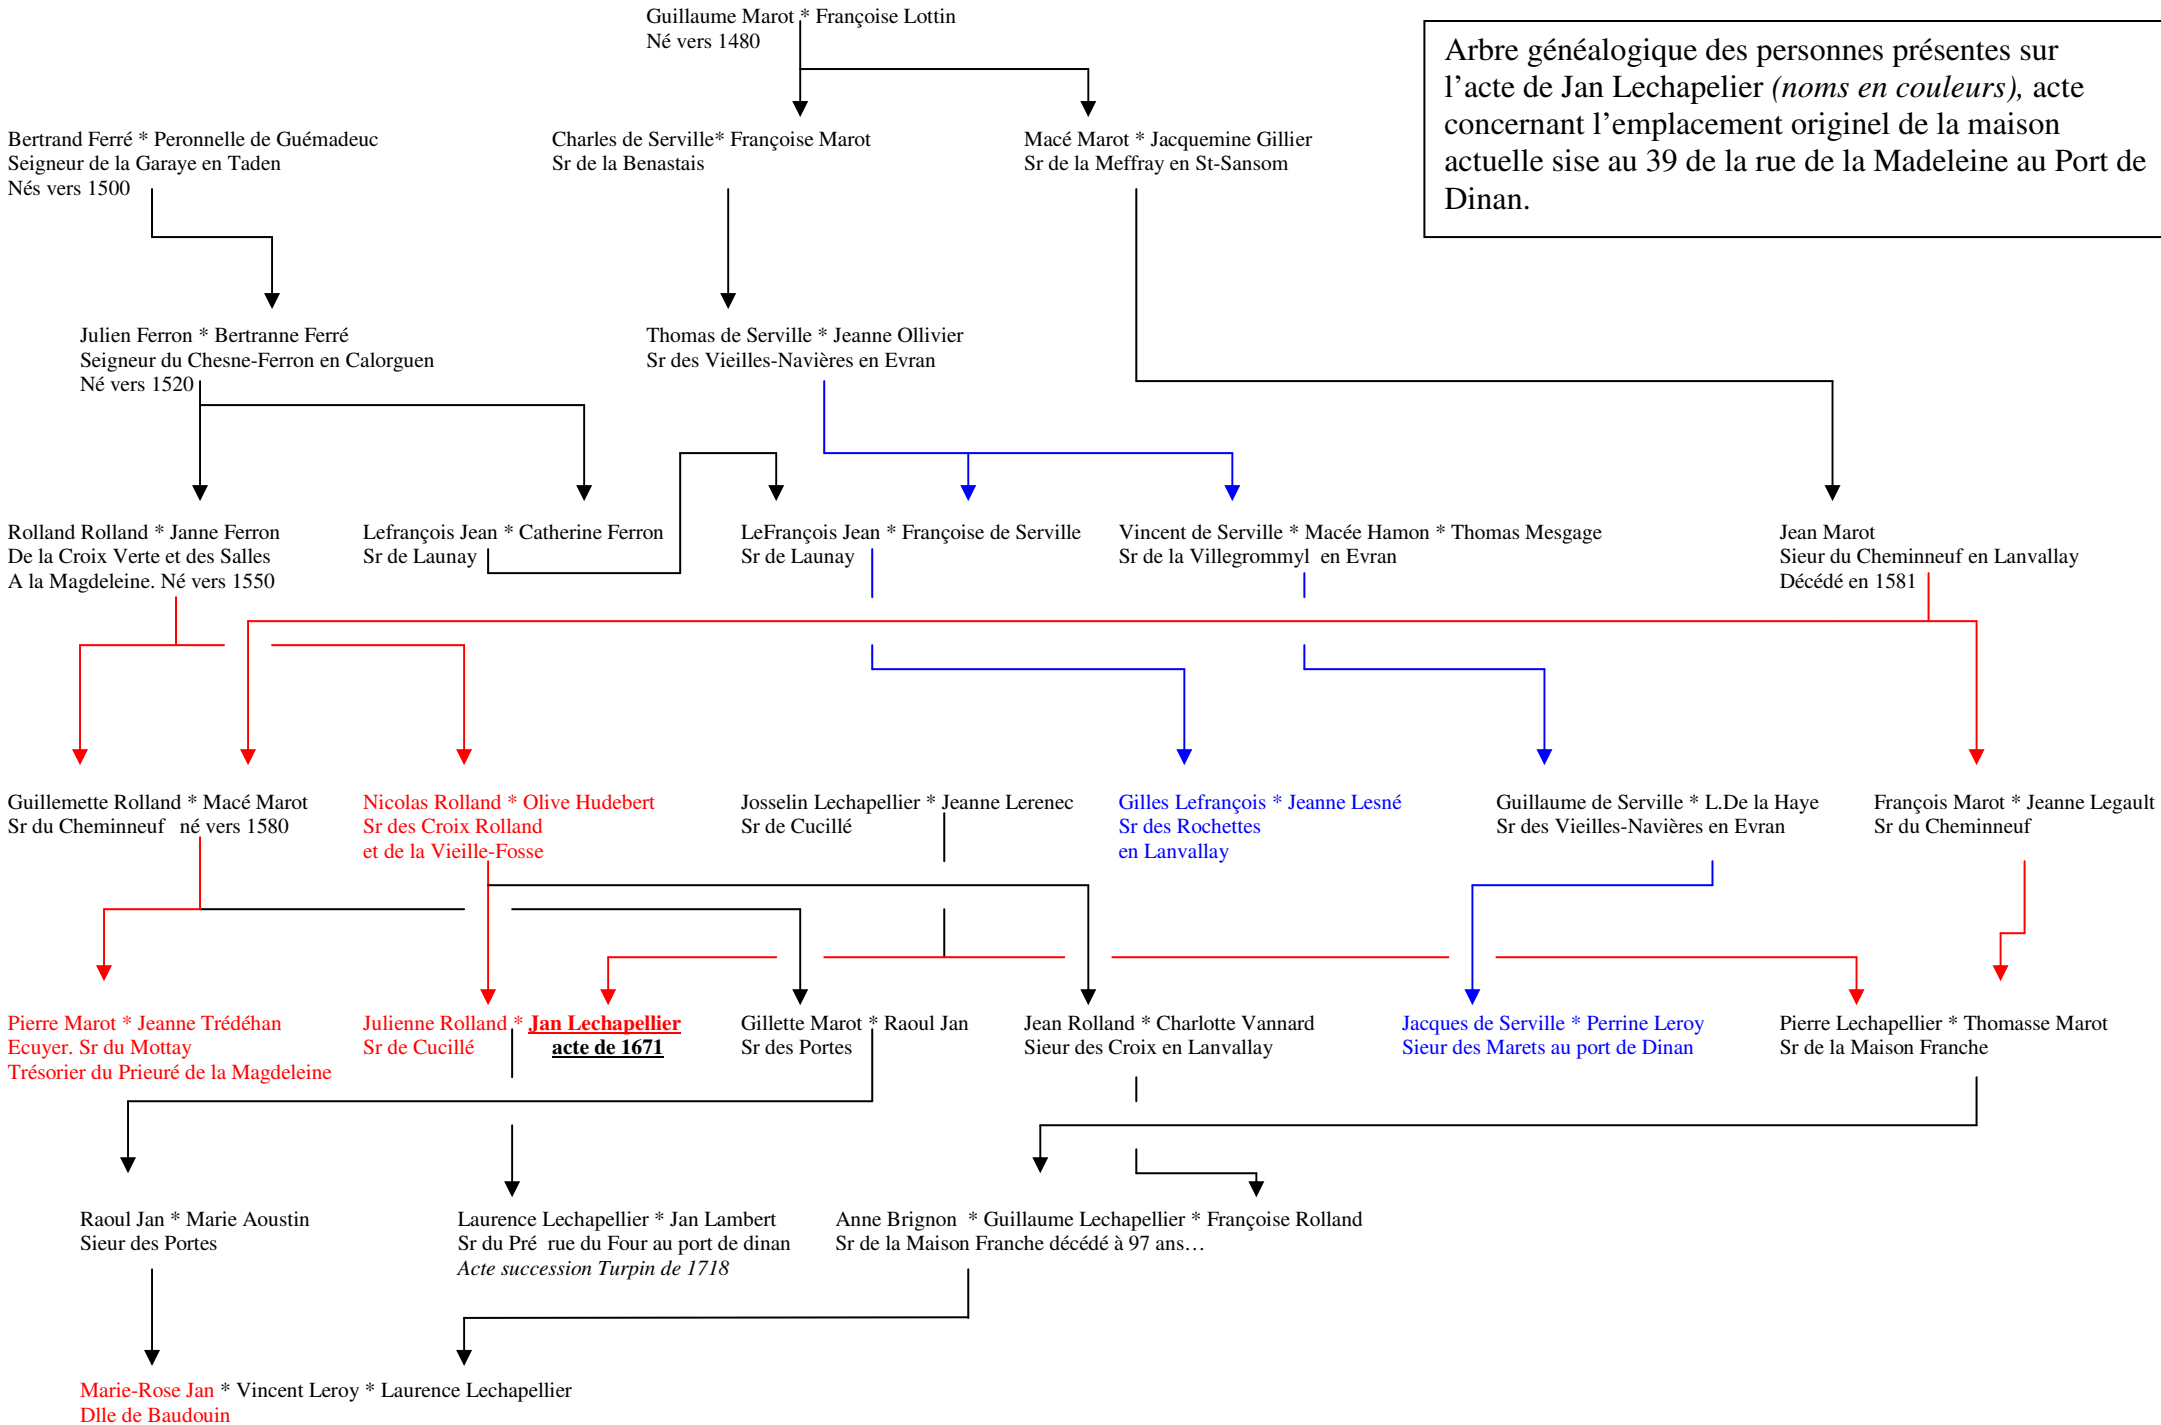 Guillaume Marot * Françoise Lottin
Né vers 1480
Arbre généalogique des personnes présentes sur
l’acte de Jan Lechapelier (noms en couleurs), acte
concernant l’emplacement originel de la maison
actuelle sise au 39 de la rue de la Madeleine au Port de
Dinan.
Bertrand Ferré * Peronnelle de Guémadeuc
Seigneur de la Garaye en Taden
Nés vers 1500
Charles de Serville* Françoise Marot
Sr de la Benastais
Macé Marot * Jacquemine Gillier
Sr de la Meffray en St-Sansom
Julien Ferron * Bertranne Ferré
Seigneur du Chesne-Ferron en Calorguen
Né vers 1520
Thomas de Serville * Jeanne Ollivier
Sr des Vieilles-Navières en Evran
Rolland Rolland * Janne Ferron
De la Croix Verte et des Salles
A la Magdeleine. Né vers 1550
Lefrançois Jean * Catherine Ferron
Sr de Launay
LeFrançois Jean * Françoise de Serville
Sr de Launay
Vincent de Serville * Macée Hamon * Thomas Mesgage
Sr de la Villegrommyl en Evran
Jean Marot
Sieur du Cheminneuf en Lanvallay
Décédé en 1581
Guillemette Rolland * Macé Marot
Sr du Cheminneuf né vers 1580
Nicolas Rolland * Olive Hudebert
Sr des Croix Rolland
et de la Vieille-Fosse
Josselin Lechapellier * Jeanne Lerenec
Sr de Cucillé
Gilles Lefrançois * Jeanne Lesné
Sr des Rochettes
en Lanvallay
Guillaume de Serville * L.De la Haye
Sr des Vieilles-Navières en Evran
François Marot * Jeanne Legault
Sr du Cheminneuf
Pierre Marot * Jeanne Trédéhan
Ecuyer. Sr du Mottay
Trésorier du Prieuré de la Magdeleine
Julienne Rolland * Jan Lechapellier
Sr de Cucillé acte de 1671
Gillette Marot * Raoul Jan
Sr des Portes
Jean Rolland * Charlotte Vannard
Sieur des Croix en Lanvallay
Jacques de Serville * Perrine Leroy
Sieur des Marets au port de Dinan
Pierre Lechapellier * Thomasse Marot
Sr de la Maison Franche
Raoul Jan * Marie Aoustin
Sieur des Portes
Laurence Lechapellier * Jan Lambert
Sr du Pré rue du Four au port de dinan
Acte succession Turpin de 1718
Anne Brignon * Guillaume Lechapellier * Françoise Rolland
Sr de la Maison Franche décédé à 97 ans…
Marie-Rose Jan * Vincent Leroy * Laurence Lechapellier
Dlle de Baudouin